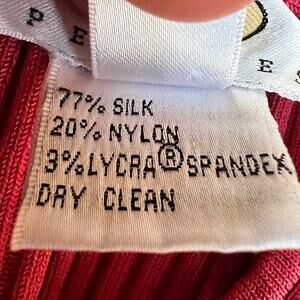 P E
E S
77% SILK
20% NYLON
3% LYCRA® SPANDEX
DRY CLEAN